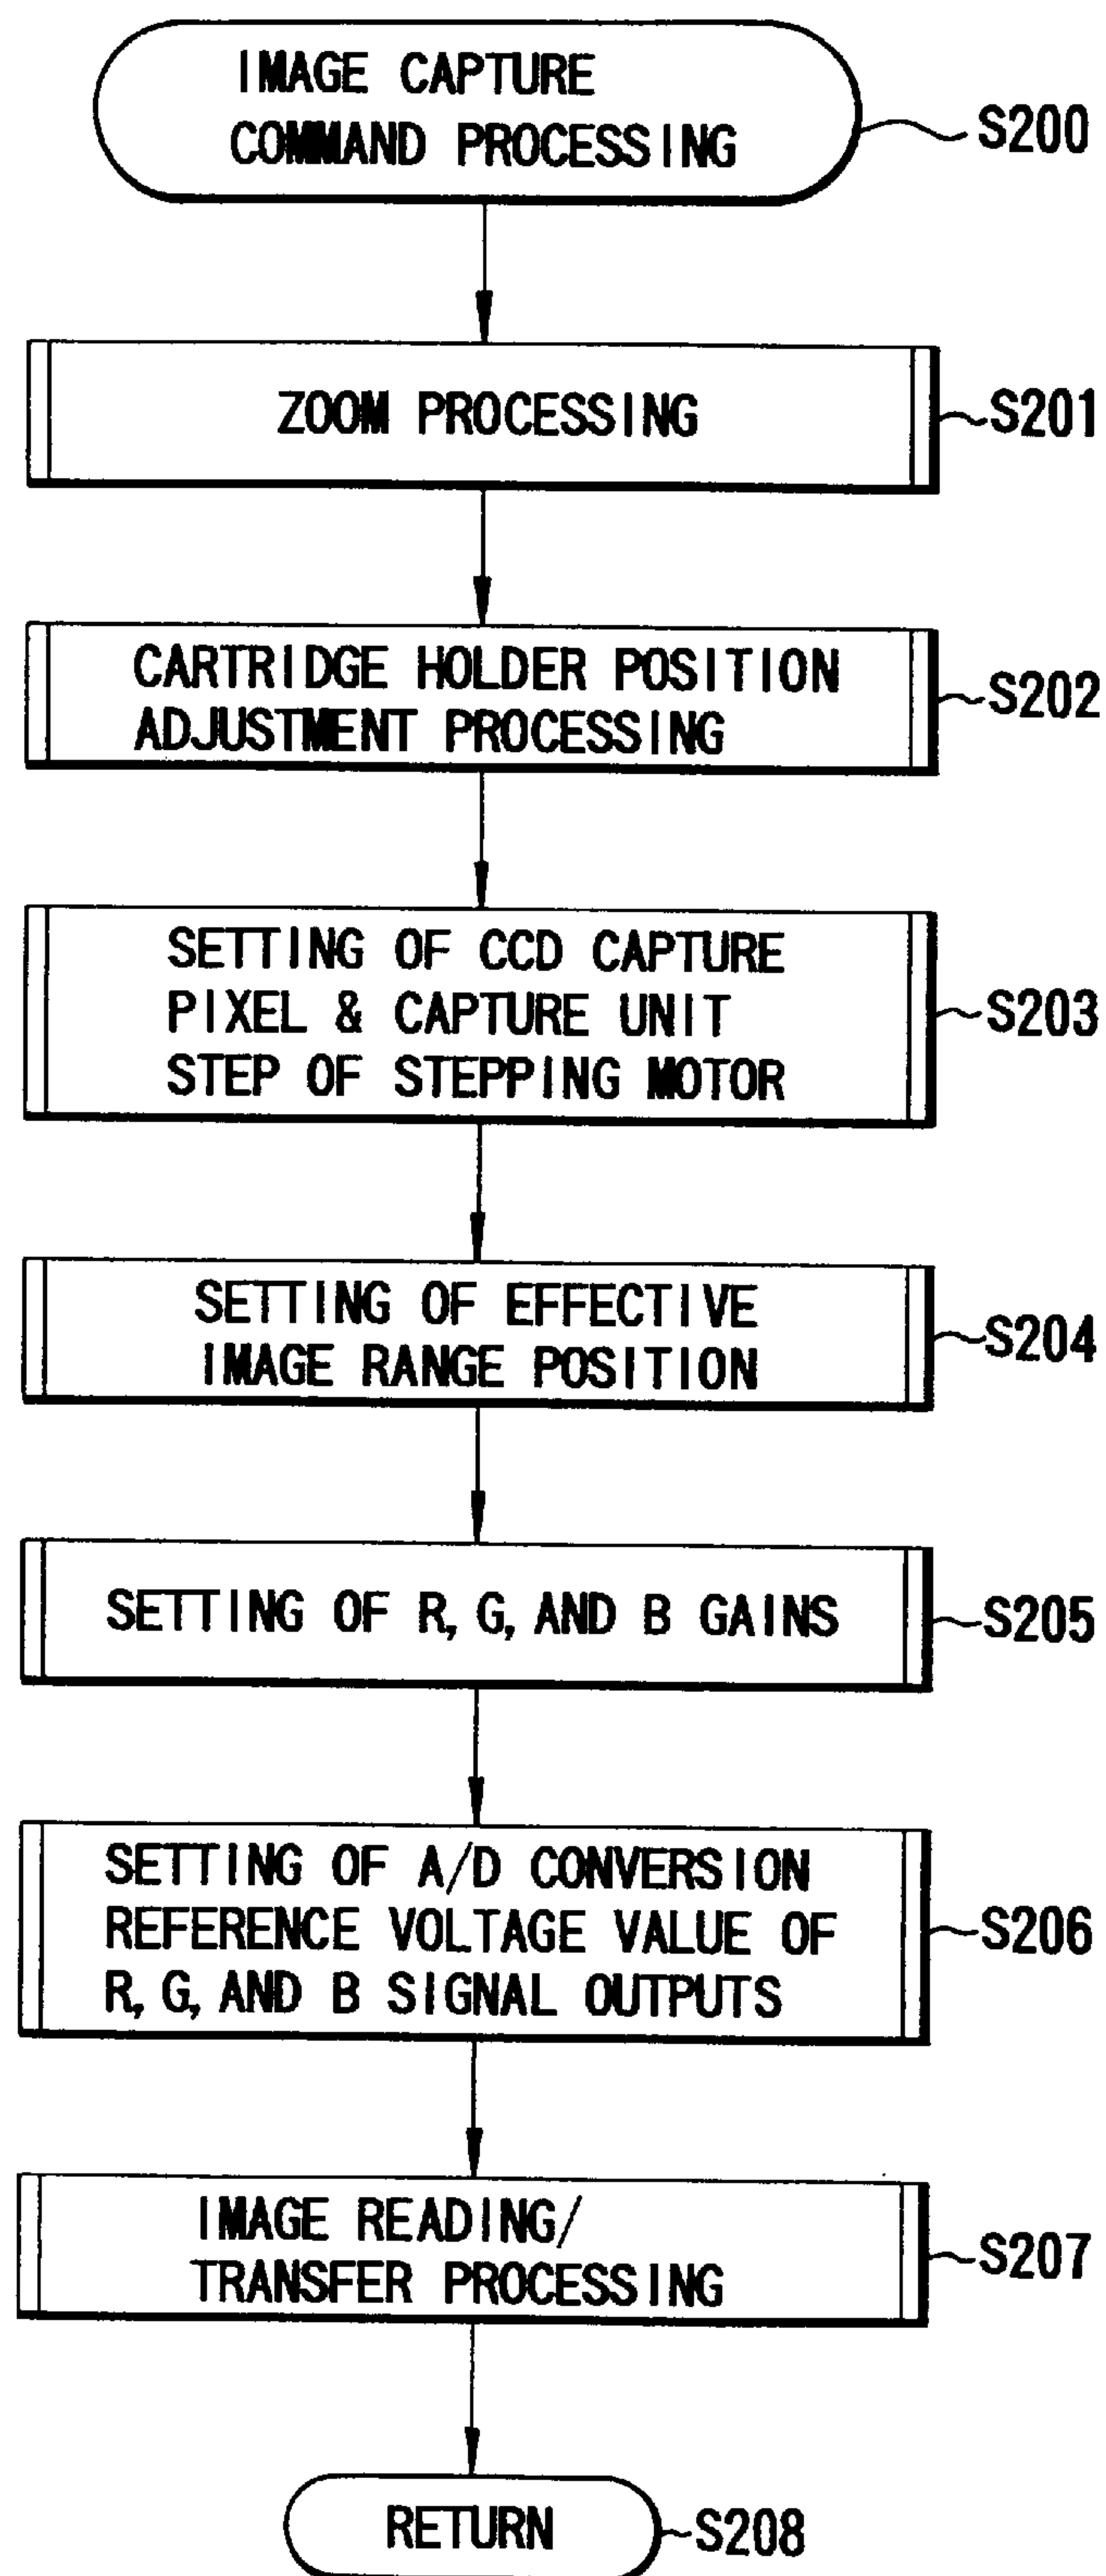 IMAGE CAPTURE
COMMAND PROCESSING
S200
ZOOM PROCESSING
S201
CARTRIDGE HOLDER POSITION
ADJUSTMENT PROCESSING
S202
SETTING OF CCD CAPTURE
PIXEL & CAPTURE UNIT
STEP OF STEPPING MOTOR
S203
SETTING OF EFFECTIVE
IMAGE RANGE POSITION
S204
SETTING OF R, G, AND B GAINS
S205
SETTING OF A/D CONVERSION
REFERENCE VOLTAGE VALUE OF
R, G, AND B SIGNAL OUTPUTS
S206
IMAGE READING/
TRANSFER PROCESSING
S207
RETURN
S208